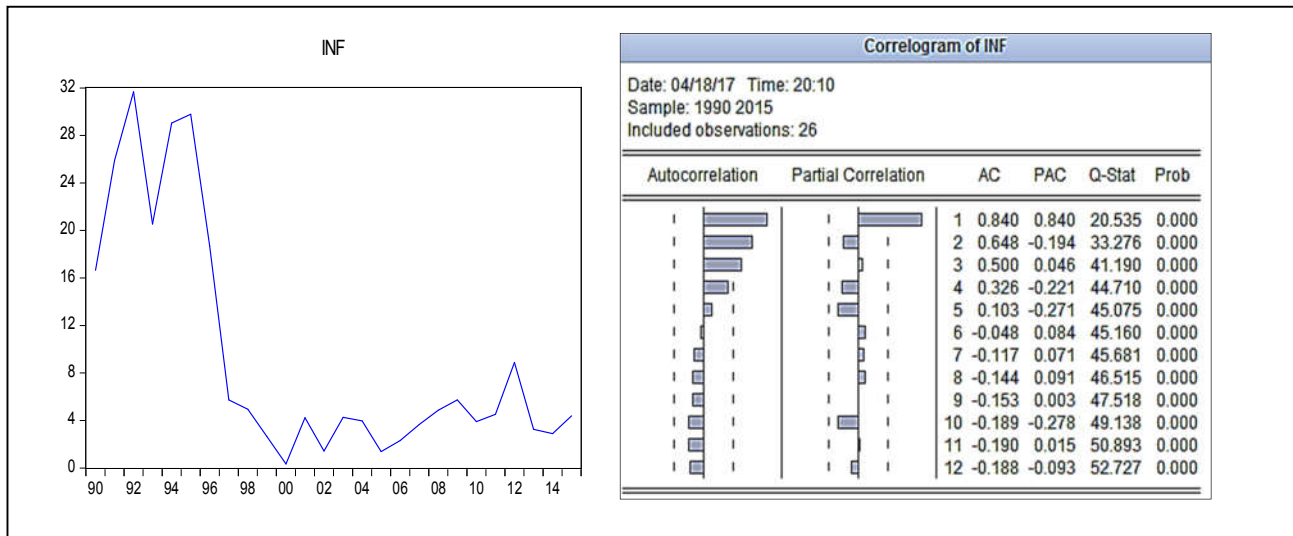 INF
32
28
24
20
16
12
8
4
0
90 92 94 96 98 00 02 04 06 08 10 12 14
Correlogram of INF
Date: 04/18/17 Time: 20:10
Sample: 1990 2015
Included observations: 26
Autocorrelation Partial Correlation AC PAC Q-Stat Prob
1 0.840 0.840 20.535 0.000
2 0.648 -0.194 33.276 0.000
3 0.500 0.046 41.190 0.000
4 0.326 -0.221 44.710 0.000
5 0.103 -0.271 45.075 0.000
6 -0.048 0.084 45.160 0.000
7 -0.117 0.071 45.681 0.000
8 -0.144 0.091 46.515 0.000
9 -0.153 0.003 47.518 0.000
10 -0.189 -0.278 49.138 0.000
11 -0.190 0.015 50.893 0.000
12 -0.188 -0.093 52.727 0.000